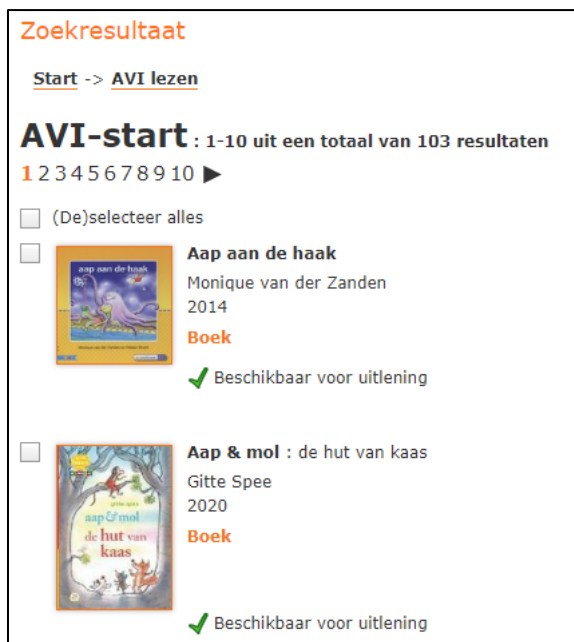 Zoekresultaat
Start -> AVI lezen
AVI-start : 1-10 uit een totaal van 103 resultaten
1 2 3 4 5 6 7 8 9 10 ▶
(De)selecteer alles
aap aan de haak
Aap aan de haak
Monique van der Zanden
2014
Boek
Beschikbaar voor uitlening
GITTE SPEE
aap & mol
de hut van
kaas
Aap & mol : de hut van kaas
Gitte Spee
2020
Boek
Beschikbaar voor uitlening